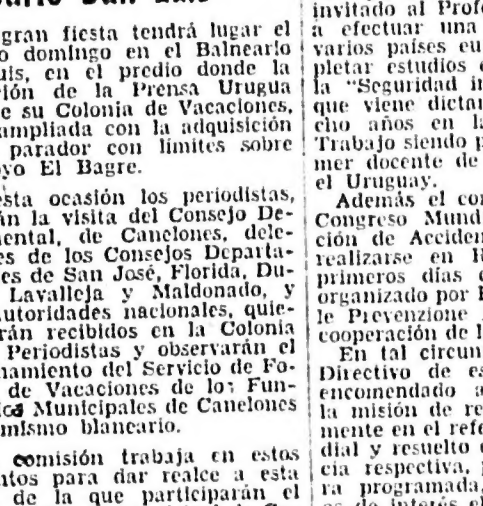 gran fiesta tendrá lugar el
o domingo en el Balneario
uis, en el predio donde la
ción de la Prensa Urugua
e su Colonia de Vacaciones,
ampliada con la adquisición
parador con límites sobre
yo El Bagre.
sta ocasión los periodistas,
án la visita del Consejo De-
mental, de Canelones, dele-
es de los Consejos Departa-
es de San José, Florida, Du-
Lavalleja y Maldonado, y
autoridades nacionales, quie-
rán recibidos en la Colonia
Periodistas y observarán el
namiento del Servicio de Fo-
de Vacaciones de los Fun-
Municipales de Canelones
mismo blaneario.
comisión trabaja en estos
ntos para dar realce a esta
de la que participarán el
invitado al Prof
a efectuar una
varios países eu
pletar estudios
la "Seguridad in
que viene dictan
cho años en la
Trabajo siendo p
mer docente de
el Uruguay.
Además el con
Congreso Mund
ción de Acciden
realizarse en R
primeros días
organizado por
le Prevenzione
cooperación de l
En tal circun
Directivo de es
encomendado a
la misión de re
mente en el refe
dial y resuelto
cia respectiva,
ra programada,